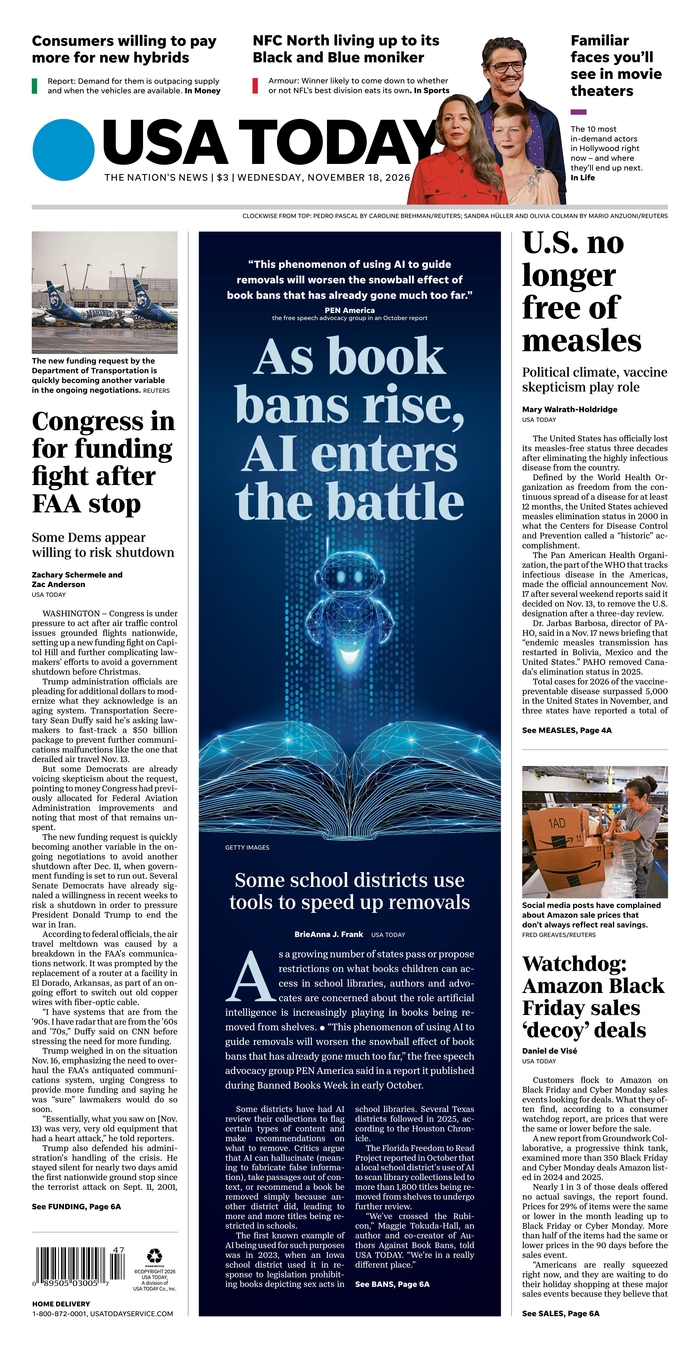 Consumers willing to pay
more for new hybrids
Report: Demand for them is outpacing supply
and when the vehicles are available. In Money
NFC North living up to its
Black and Blue moniker
Armour: Winner likely to come down to whether
or not NFL's best division eats its own. In Sports
Familiar
faces you'll
see in movie
theaters
The 10 most
in-demand actors
in Hollywood right
now – and where
they'll end up next.
In Life
USA TODAY
THE NATION'S NEWS | $3 | WEDNESDAY, NOVEMBER 18, 2026
CLOCKWISE FROM TOP: PEDRO PASCAL BY CAROLINE BREHMAN/REUTERS; SANDRA HÜLLER AND OLIVIA COLMAN BY MARIO ANZUONI/REUTERS
The new funding request by the
Department of Transportation is
quickly becoming another variable
in the ongoing negotiations. REUTERS
Congress in
for funding
fight after
FAA stop
Some Dems appear
willing to risk shutdown
Zachary Schermele and
Zac Anderson
USA TODAY
WASHINGTON – Congress is under
pressure to act after air traffic control
issues grounded flights nationwide,
setting up a new funding fight on Capi-
tol Hill and further complicating law-
makers' efforts to avoid a government
shutdown before Christmas.
Trump administration officials are
pleading for additional dollars to mod-
ernize what they acknowledge is an
aging system. Transportation Secre-
tary Sean Duffy said he's asking law-
makers to fast-track a $50 billion
package to prevent further communi-
cations malfunctions like the one that
derailed air travel Nov. 13.
But some Democrats are already
voicing skepticism about the request,
pointing to money Congress had previ-
ously allocated for Federal Aviation
Administration improvements and
noting that most of that remains un-
spent.
The new funding request is quickly
becoming another variable in the on-
going negotiations to avoid another
shutdown after Dec. 11, when govern-
ment funding is set to run out. Several
Senate Democrats have already sig-
naled a willingness in recent weeks to
risk a shutdown in order to pressure
President Donald Trump to end the
war in Iran.
According to federal officials, the air
travel meltdown was caused by a
breakdown in the FAA's communica-
tions network. It was prompted by the
replacement of a router at a facility in
El Dorado, Arkansas, as part of an on-
going effort to switch out old copper
wires with fiber-optic cable.
"I have systems that are from the
'90s. I have radar that are from the '60s
and '70s," Duffy said on CNN before
stressing the need for more funding.
Trump weighed in on the situation
Nov. 16, emphasizing the need to over-
haul the FAA's antiquated communi-
cations system, urging Congress to
provide more funding and saying he
was "sure" lawmakers would do so
soon.
"Essentially, what you saw on [Nov.
13) was very, very old equipment that
had a heart attack," he told reporters.
Trump also defended his admini-
stration's handling of the crisis. He
stayed silent for nearly two days amid
the first nationwide ground stop since
the terrorist attack on Sept. 11, 2001,
See FUNDING, Page 6A
47
0 89505 03005 7
PLEASE RECYCLE
©COPYRIGHT 2026
USA TODAY,
A division of
USA TODAY Co., Inc.
HOME DELIVERY
1-800-872-0001, USATODAYSERVICE.COM
"This phenomenon of using AI to guide
removals will worsen the snowball effect of
book bans that has already gone much too far."
PEN America
the free speech advocacy group in an October report
As book
bans rise,
AI enters
the battle
GETTY IMAGES
Some school districts use
tools to speed up removals
BrieAnna J. Frank USA TODAY
As a growing number of states pass or propose
restrictions on what books children can ac-
cess in school libraries, authors and advo-
cates are concerned about the role artificial
intelligence is increasingly playing in books being re-
moved from shelves. ● "This phenomenon of using AI to
guide removals will worsen the snowball effect of book
bans that has already gone much too far," the free speech
advocacy group PEN America said in a report it published
during Banned Books Week in early October.
Some districts have had AI
review their collections to flag
certain types of content and
make recommendations on
what to remove. Critics argue
that AI can hallucinate (mean-
ing to fabricate false informa-
tion), take passages out of con-
text, or recommend a book be
removed simply because an-
other district did, leading to
more and more titles being re-
stricted in schools.
The first known example of
AI being used for such purposes
was in 2023, when an Iowa
school district used it in re-
sponse to legislation prohibit-
ing books depicting sex acts in
school libraries. Several Texas
districts followed in 2025, ac-
cording to the Houston Chron-
icle.
The Florida Freedom to Read
Project reported in October that
a local school district's use of AI
to scan library collections led to
more than 1,800 titles being re-
moved from shelves to undergo
further review.
"We've crossed the Rubi-
con," Maggie Tokuda-Hall, an
author and co-creator of Au-
thors Against Book Bans, told
USA TODAY. "We're in a really
different place."
See BANS, Page 6A
U.S. no
longer
free of
measles
Political climate, vaccine
skepticism play role
Mary Walrath-Holdridge
USA TODAY
The United States has officially lost
its measles-free status three decades
after eliminating the highly infectious
disease from the country.
Defined by the World Health Or-
ganization as freedom from the con-
tinuous spread of a disease for at least
12 months, the United States achieved
measles elimination status in 2000 in
what the Centers for Disease Control
and Prevention called a "historic" ac-
complishment.
The Pan American Health Organi-
zation, the part of the WHO that tracks
infectious disease in the Americas,
made the official announcement Nov.
17 after several weekend reports said it
decided on Nov. 13, to remove the U.S.
designation after a three-day review.
Dr. Jarbas Barbosa, director of PA-
HO, said in a Nov. 17 news briefing that
"endemic measles transmission has
restarted in Bolivia, Mexico and the
United States." PAHO removed Cana-
da's elimination status in 2025.
Total cases for 2026 of the vaccine-
preventable disease surpassed 5,000
in the United States in November, and
three states have reported a total of
See MEASLES, Page 4A
1AD
Social media posts have complained
about Amazon sale prices that
don't always reflect real savings.
FRED GREAVES/REUTERS
Watchdog:
Amazon Black
Friday sales
'decoy' deals
Daniel de Visé
USA TODAY
Customers flock to Amazon on
Black Friday and Cyber Monday sales
events looking for deals. What they of-
ten find, according to a consumer
watchdog report, are prices that were
the same or lower before the sale.
A new report from Groundwork Col-
laborative, a progressive think tank,
examined more than 350 Black Friday
and Cyber Monday deals Amazon list-
ed in 2024 and 2025.
Nearly 1 in 3 of those deals offered
no actual savings, the report found.
Prices for 29% of items were the same
or lower in the month leading up to
Black Friday or Cyber Monday. More
than half of the items had the same or
lower prices in the 90 days before the
sales event.
"Americans are really squeezed
right now, and they are waiting to do
their holiday shopping at these major
sales events because they believe that
See SALES, Page 6A